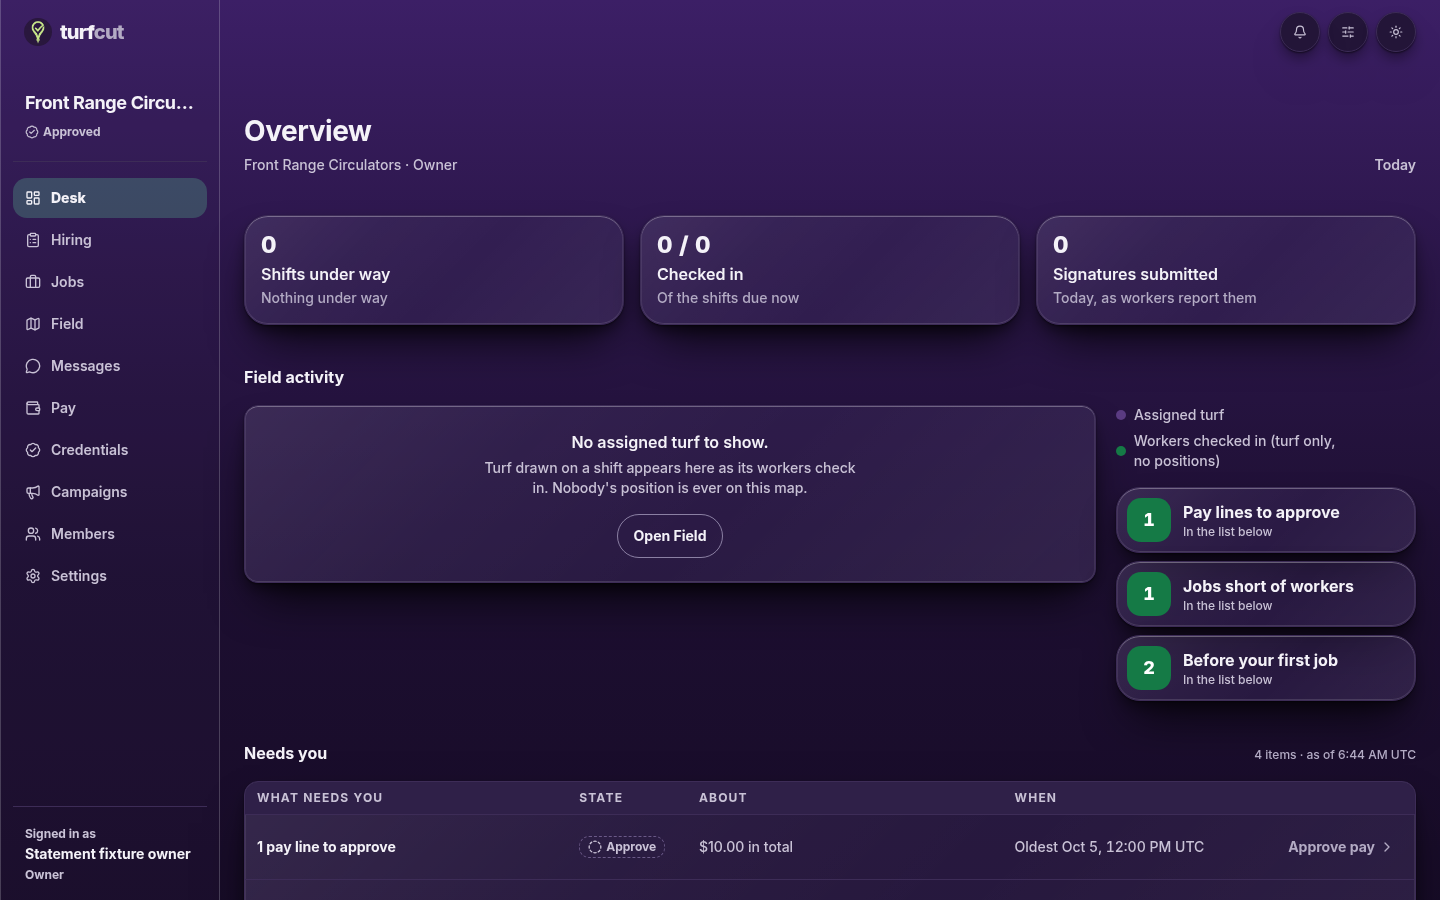 turfcut
Front Range Circu...
Approved
Desk
Hiring
Jobs
Field
Messages
Pay
Credentials
Campaigns
Members
Settings
Signed in as
Statement fixture owner
Owner
Overview
Front Range Circulators · Owner
Today
0
Shifts under way
Nothing under way
0 / 0
Checked in
Of the shifts due now
0
Signatures submitted
Today, as workers report them
Field activity
No assigned turf to show.
Turf drawn on a shift appears here as its workers check
in. Nobody's position is ever on this map.
Open Field
Assigned turf
Workers checked in (turf only,
no positions)
1
Pay lines to approve
In the list below
1
Jobs short of workers
In the list below
2
Before your first job
In the list below
Needs you
4 items · as of 6:44 AM UTC
WHAT NEEDS YOU STATE ABOUT WHEN
1 pay line to approve Approve $10.00 in total Oldest Oct 5, 12:00 PM UTC Approve pay